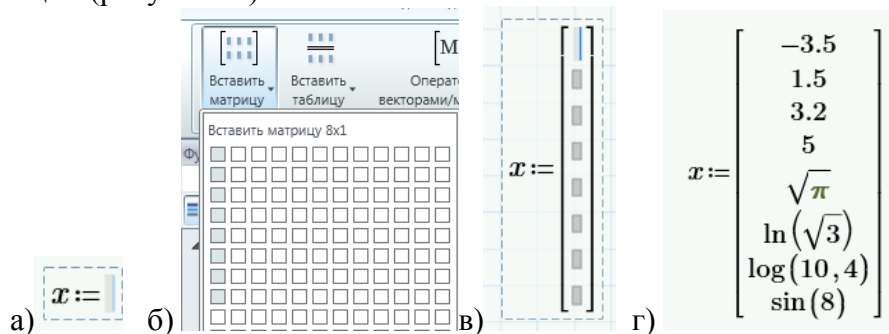 а) x := б) Вставить матрицу Вставить таблицу векторами/м
Вставить матрицу 8x1
в) x :=
г) x :=
−3.5
1.5
3.2
5
√π
ln(√3)
log(10,4)
sin(8)